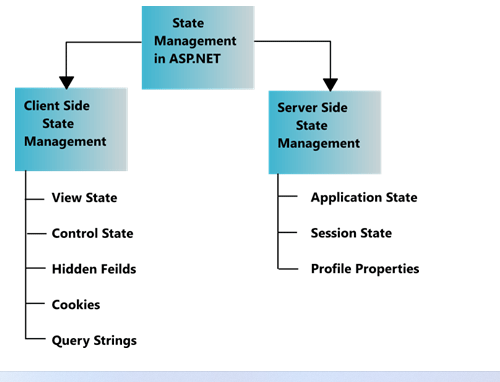 State
Management
in ASP.NET
Client Side
State
Management
Server Side
State
Management
View State
Control State
Hidden Feilds
Cookies
Query Strings
Application State
Session State
Profile Properties